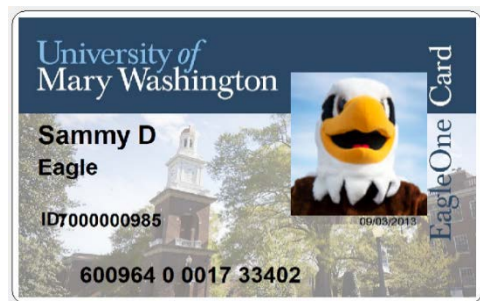 University of
Mary Washington
EagleOne Card
Sammy D
Eagle
ID7000000985
09/03/2013
600964 0 0017 33402